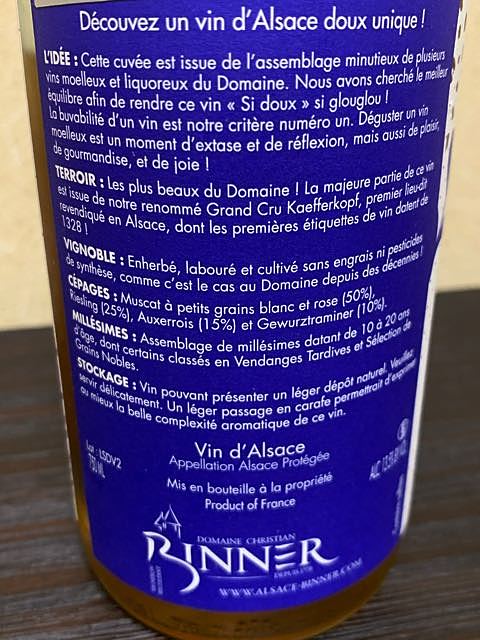 Découvez un vin d'Alsace doux unique !
L'IDÉE : Cette cuvée est issue de l'assemblage minutieux de plusieurs
vins moelleux et liquoreux du Domaine. Nous avons cherché le meilleur
équilibre afin de rendre ce vin « Si doux » si glouglou !
La buvabilité d'un vin est notre critère numéro un. Déguster un vin
moelleux est un moment d'extase et de réflexion, mais aussi de plaisir,
de gourmandise, et de joie !
TERROIR : Les plus beaux du Domaine ! La majeure partie de ce vin
est issue de notre renommé Grand Cru Kaefferkopf, premier lieu-dit
revendiqué en Alsace, dont les premières étiquettes de vin datent de
1328 !
VIGNOBLE : Enherbé, labouré et cultivé sans engrais ni pesticides
de synthèse, comme c'est le cas au Domaine depuis des décennies !
CÉPAGES : Muscat à petits grains blanc et rose (50%),
Riesling (25%), Auxerrois (15%) et Gewurztraminer (10%).
MILLÉSIMES : Assemblage de millésimes datant de 10 à 20 ans
d'âge, dont certains classés en Vendanges Tardives et Sélection de
Grains Nobles.
STOCKAGE : Vin pouvant présenter un léger dépôt naturel. Veuillez
servir délicatement. Un léger passage en carafe permettrait d'exprimer
au mieux la belle complexité aromatique de ce vin.
Lot : LSDV2
750ML
Vin d'Alsace
Appellation Alsace Protégée
Mis en bouteille à la propriété
Product of France
DOMAINE CHRISTIAN
BINNER
DEPUIS 1770
WWW.ALSACE-BINNER.COM